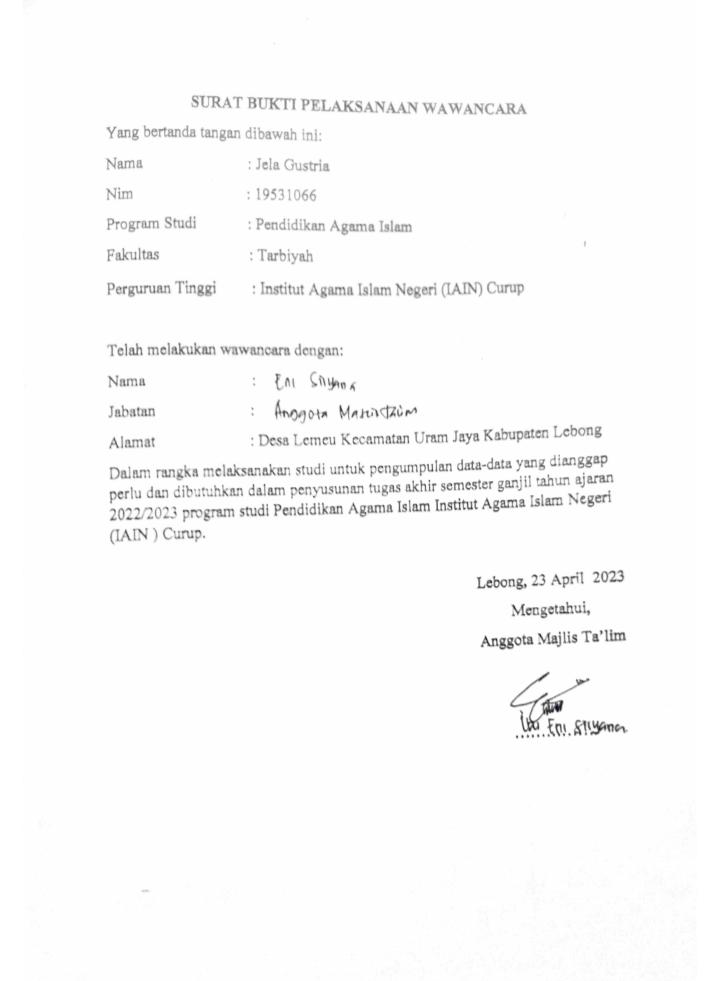 SURAT BUKTI PELAKSANAAN WAWANCARA
Yang bertanda tangan dibawah ini:
Nama : Jela Gustria
Nim : 19531066
Program Studi : Pendidikan Agama Islam
Fakultas : Tarbiyah
Perguruan Tinggi : Institut Agama Islam Negeri (IAIN) Curup
Telah melakukan wawancara dengan:
Nama : Eni
Jabatan : Anggota
Alamat : Desa Lemeu Kecamatan Uram Jaya Kabupaten Lebong
Dalam rangka melaksanakan studi untuk pengumpulan data-data yang dianggap
perlu dan dibutuhkan dalam penyusunan tugas akhir semester ganjil tahun ajaran
2022/2023 program studi Pendidikan Agama Islam Institut Agama Islam Negeri
(IAIN ) Curup.
Lebong, 23 April 2023
Mengetahui,
Anggota Majlis Ta'lim
Ibu Eni